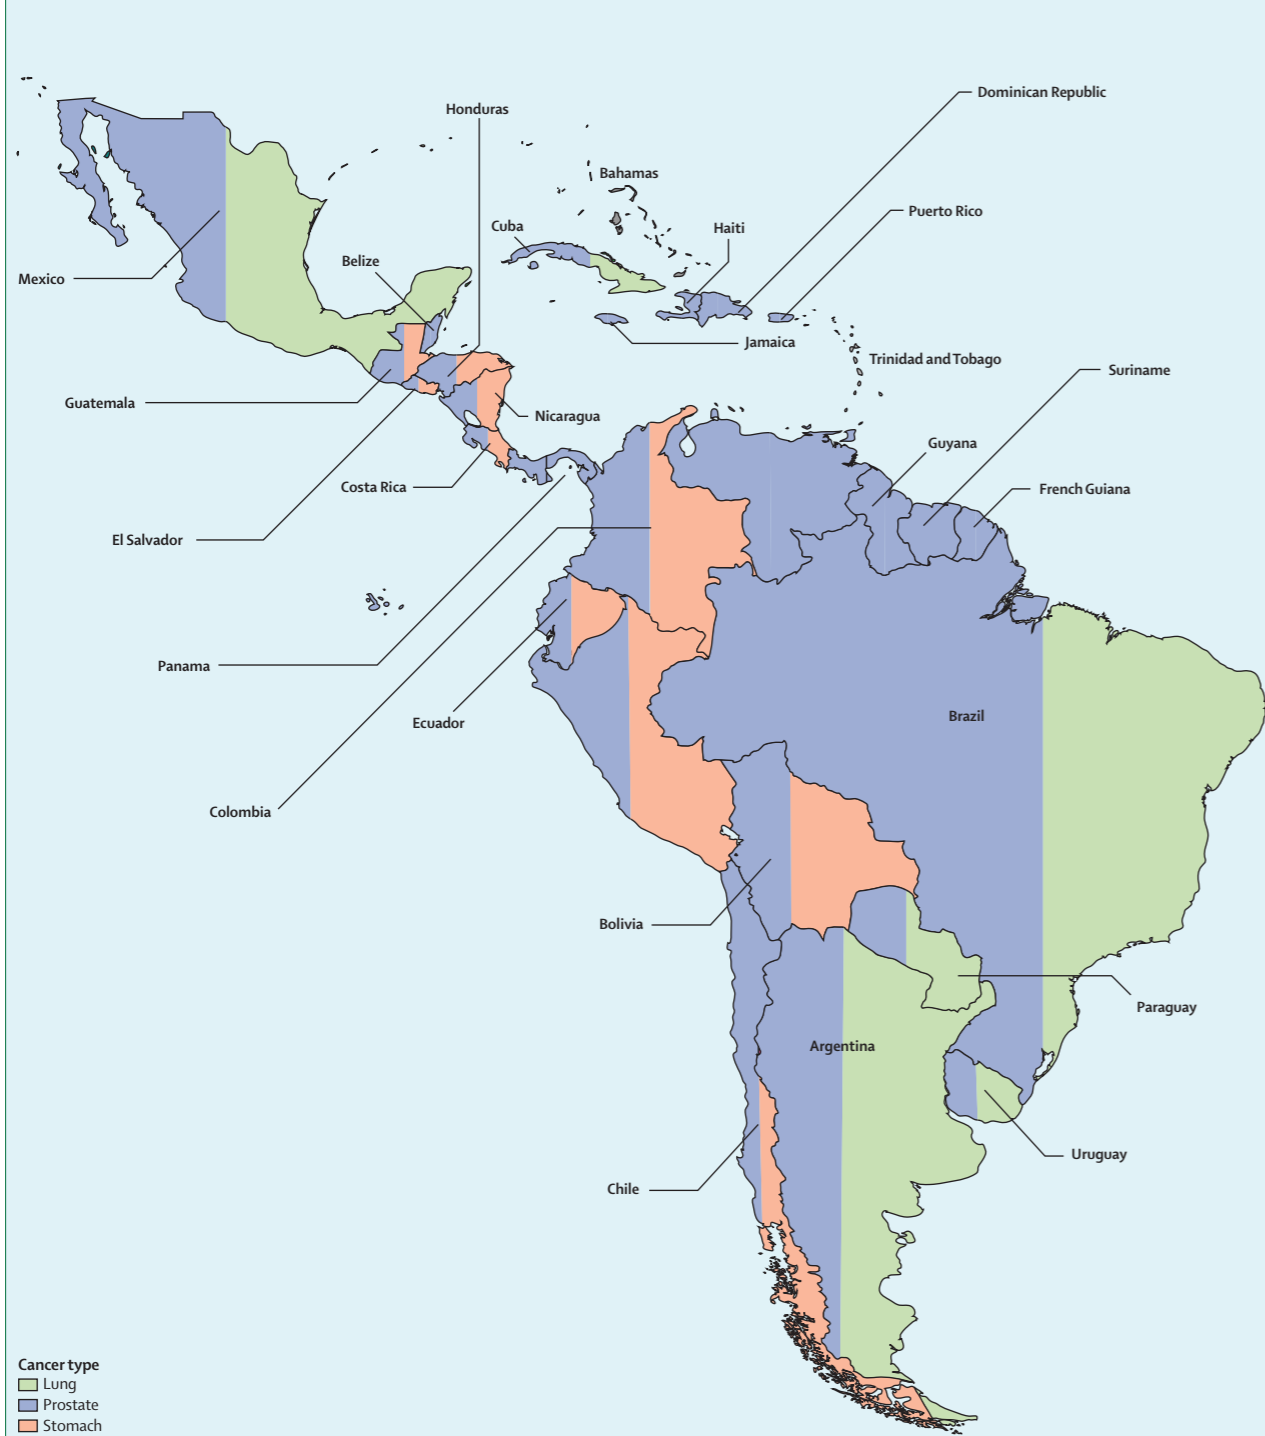 Dominican Republic
Honduras
Bahamas
Puerto Rico
Cuba
Haiti
Belize
Mexico
Jamaica
Trinidad and Tobago
Suriname
Guatemala
Nicaragua
Guyana
Costa Rica
French Guiana
El Salvador
Panama
Ecuador
Brazil
Colombia
Bolivia
Paraguay
Argentina
Uruguay
Chile
Cancer type
Lung
Prostate
Stomach